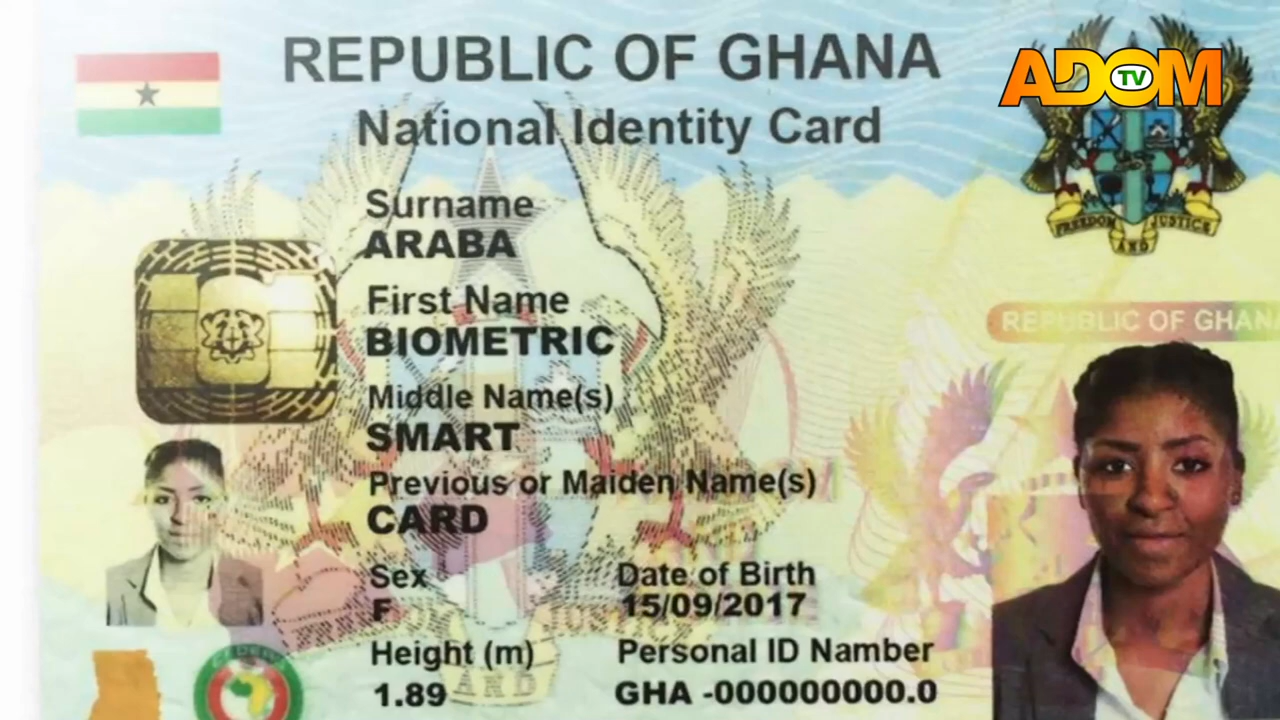 REPUBLIC OF GHANA
National Identity Card
ADOM
TV
Surname
ARABA
First Name
BIOMETRIC
Middle Name(s)
SMART
Previous or Maiden Name(s)
CARD
Sex
F
Date of Birth
15/09/2017
Height (m)
1.89
Personal ID Namber
GHA -000000000.0
FREEDOM AND JUSTICE
REPUBLIC OF GHANA
JUSTICE
AND